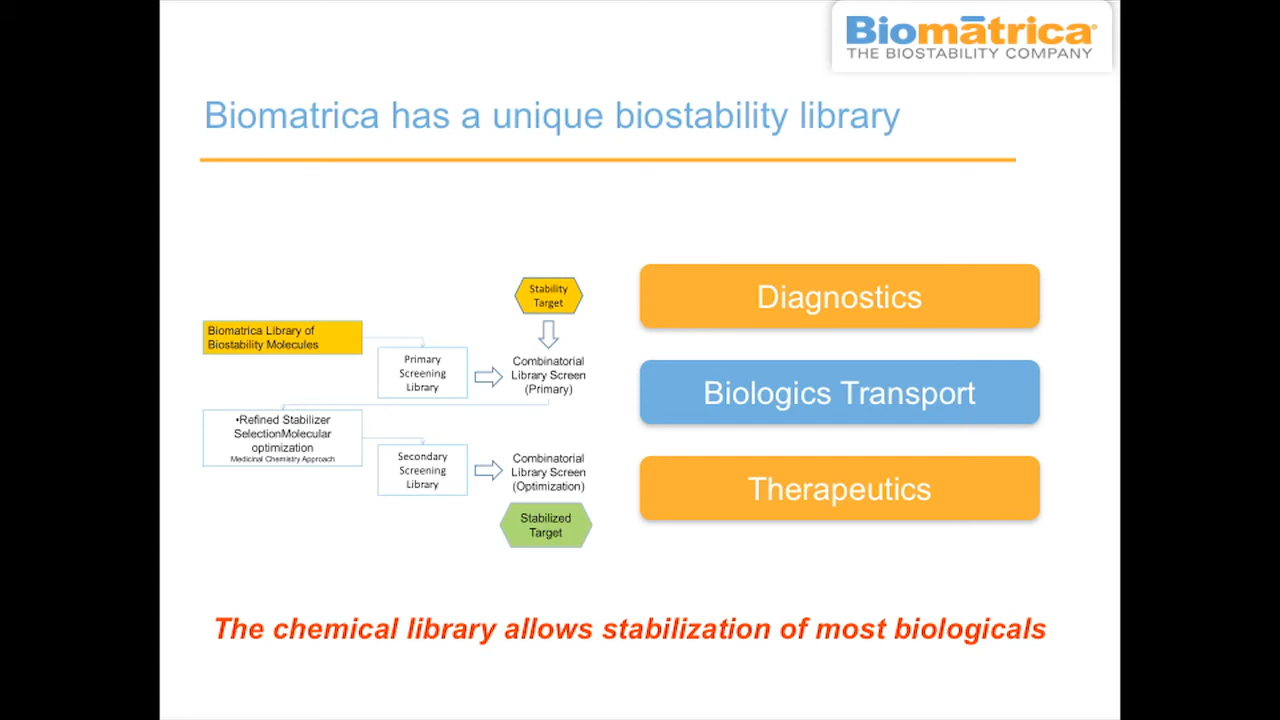 Biomātrica®
THE BIOSTABILITY COMPANY
Biomatrica has a unique biostability library
Stability
Target
Biomatrica Library of
Biostability Molecules
Primary
Screening
Library
Combinatorial
Library Screen
(Primary)
•Refined Stabilizer
SelectionMolecular
optimization
Medicinal Chemistry Approach
Secondary
Screening
Library
Combinatorial
Library Screen
(Optimization)
Stabilized
Target
Diagnostics
Biologics Transport
Therapeutics
The chemical library allows stabilization of most biologicals